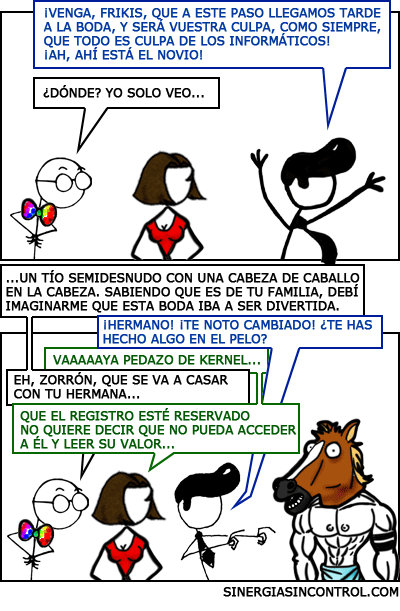 ¡VENGA, FRIKIS, QUE A ESTE PASO LLEGAMOS TARDE
A LA BODA, Y SERÁ VUESTRA CULPA, COMO SIEMPRE,
QUE TODO ES CULPA DE LOS INFORMÁTICOS!
¡AH, AHÍ ESTÁ EL NOVIO!
¿DÓNDE? YO SOLO VEO...
...UN TÍO SEMIDESNUDO CON UNA CABEZA DE CABALLO
EN LA CABEZA. SABIENDO QUE ES DE TU FAMILIA, DEBÍ
IMAGINARME QUE ESTA BODA IBA A SER DIVERTIDA.
¡HERMANO! ¡TE NOTO CAMBIADO! ¿TE HAS
HECHO ALGO EN EL PELO?
VAAAAAYA PEDAZO DE KERNEL...
EH, ZORRÓN, QUE SE VA A CASAR
CON TU HERMANA...
QUE EL REGISTRO ESTÉ RESERVADO
NO QUIERE DECIR QUE NO PUEDA ACCEDER
A ÉL Y LEER SU VALOR...
SINERGIASINCONTROL.COM